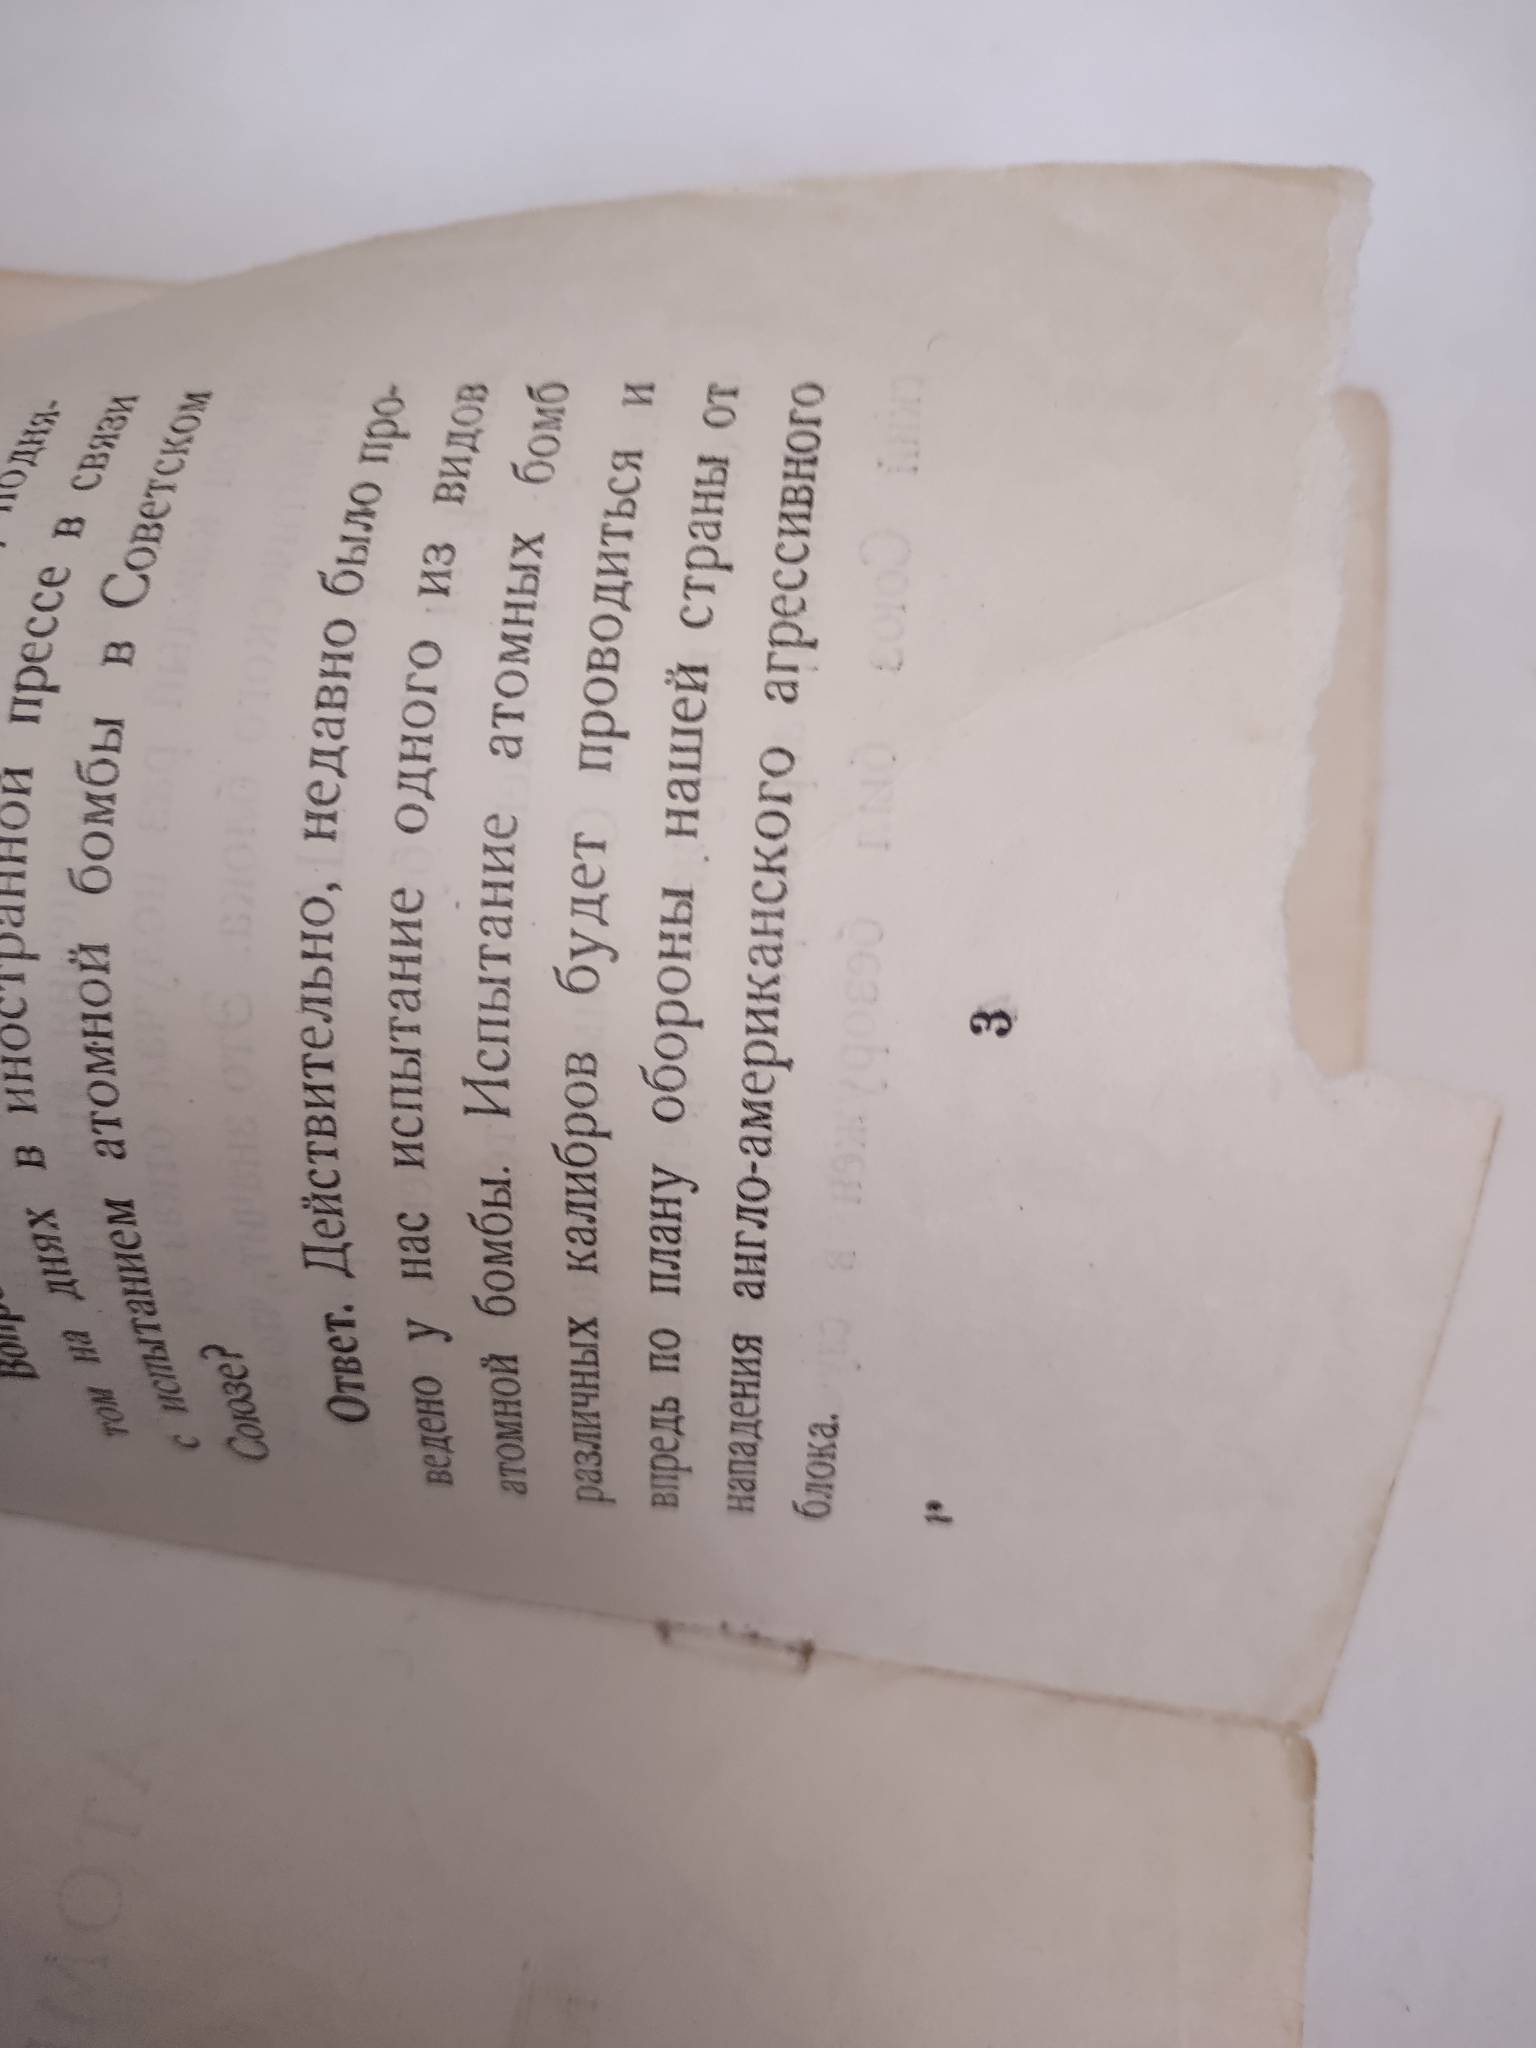 подня-
том на днях в иностранной прессе в связи
с испытанием атомной бомбы в Советском
Союзе?
Ответ. Действительно, недавно было про-
ведено у нас испытание одного из видов
атомной бомбы. Испытание атомных бомб
различных калибров будет проводиться и
впредь по плану обороны нашей страны от
нападения англо-американского агрессивного
блока.
1*
3